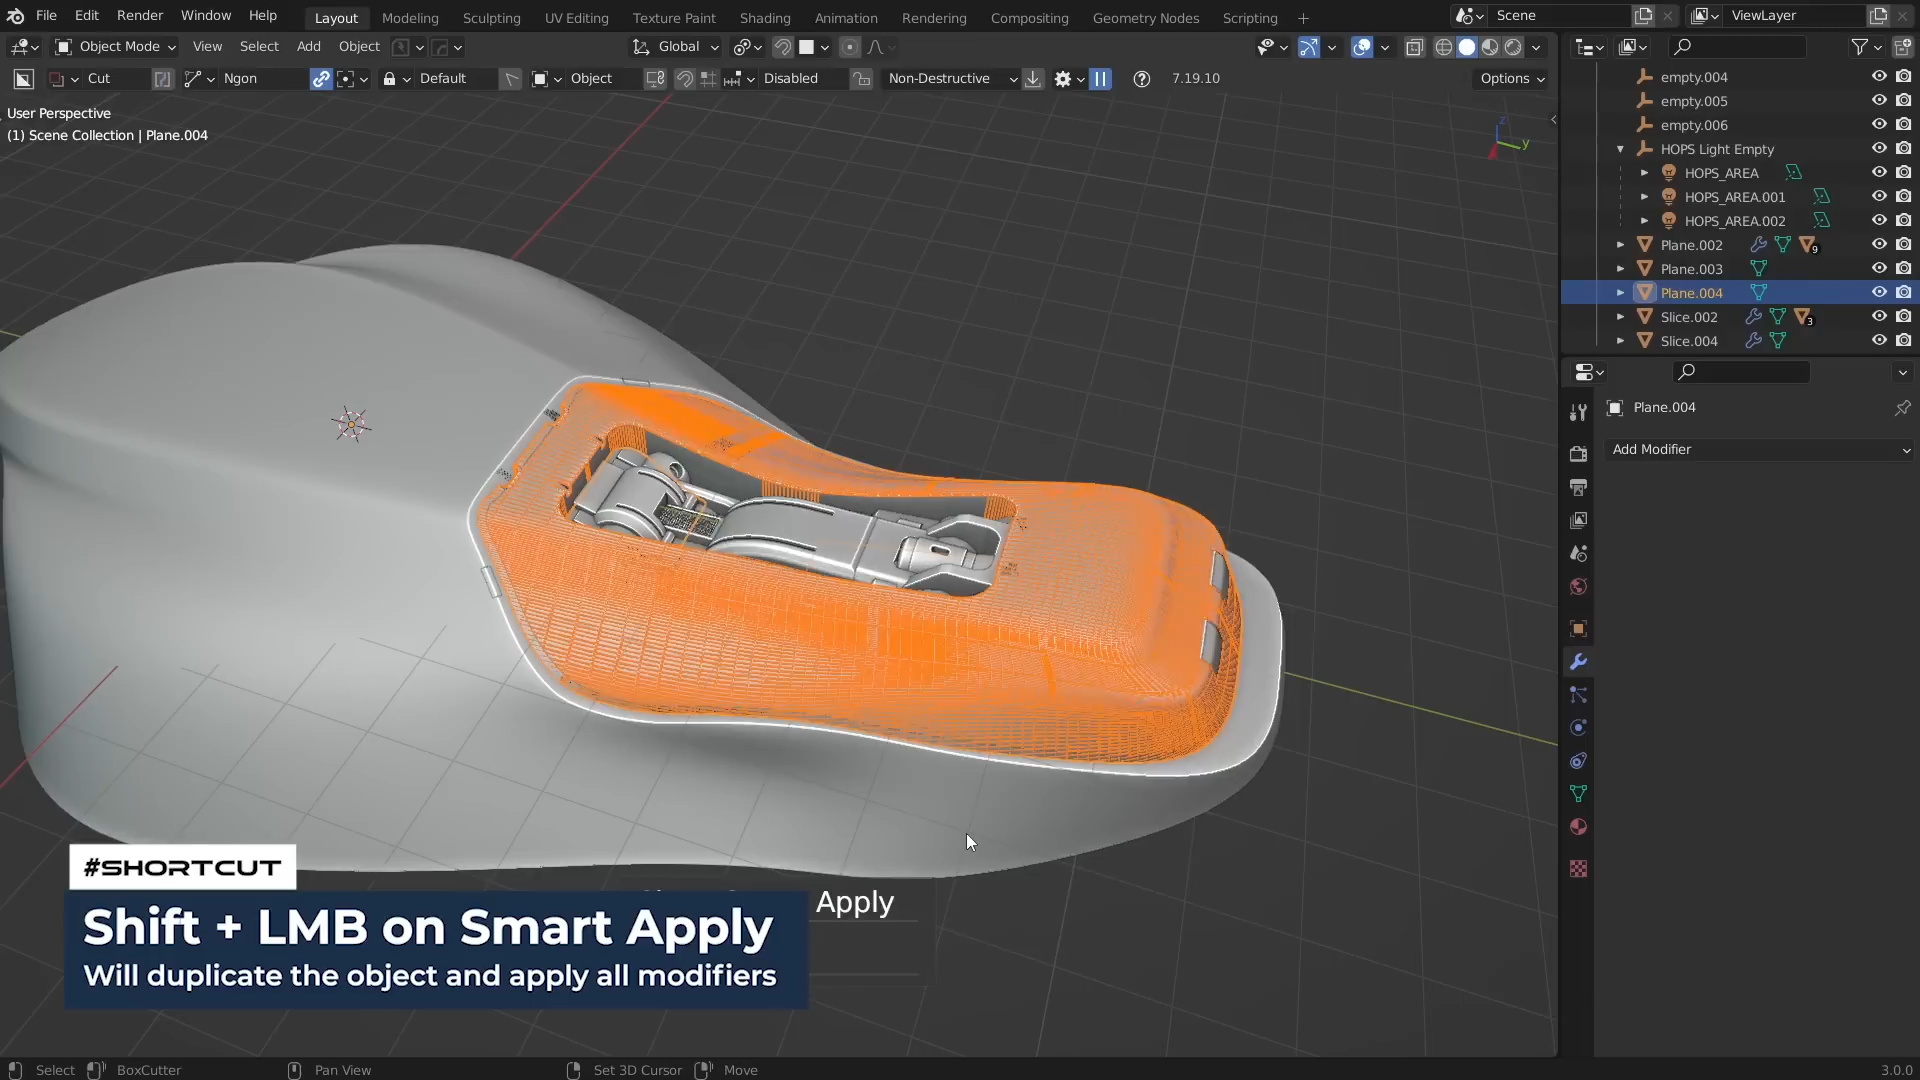 File Edit Render Window Help
Layout Modeling Sculpting UV Editing Texture Paint Shading Animation Rendering Compositing Geometry Nodes Scripting +
Scene
ViewLayer
Object Mode View Select Add Object
Global
Cut Ngon Default Object Disabled Non-Destructive 7.19.10 Options
User Perspective
(1) Scene Collection | Plane.004
z
y
empty.004
empty.005
empty.006
HOPS Light Empty
HOPS_AREA
HOPS_AREA.001
HOPS_AREA.002
Plane.002 9
Plane.003
Plane.004
Slice.002 3
Slice.004
Plane.004
Add Modifier
#SHORTCUT
Shift + LMB on Smart Apply
Will duplicate the object and apply all modifiers
Apply
Select BoxCutter Pan View Set 3D Cursor Move 3.0.0